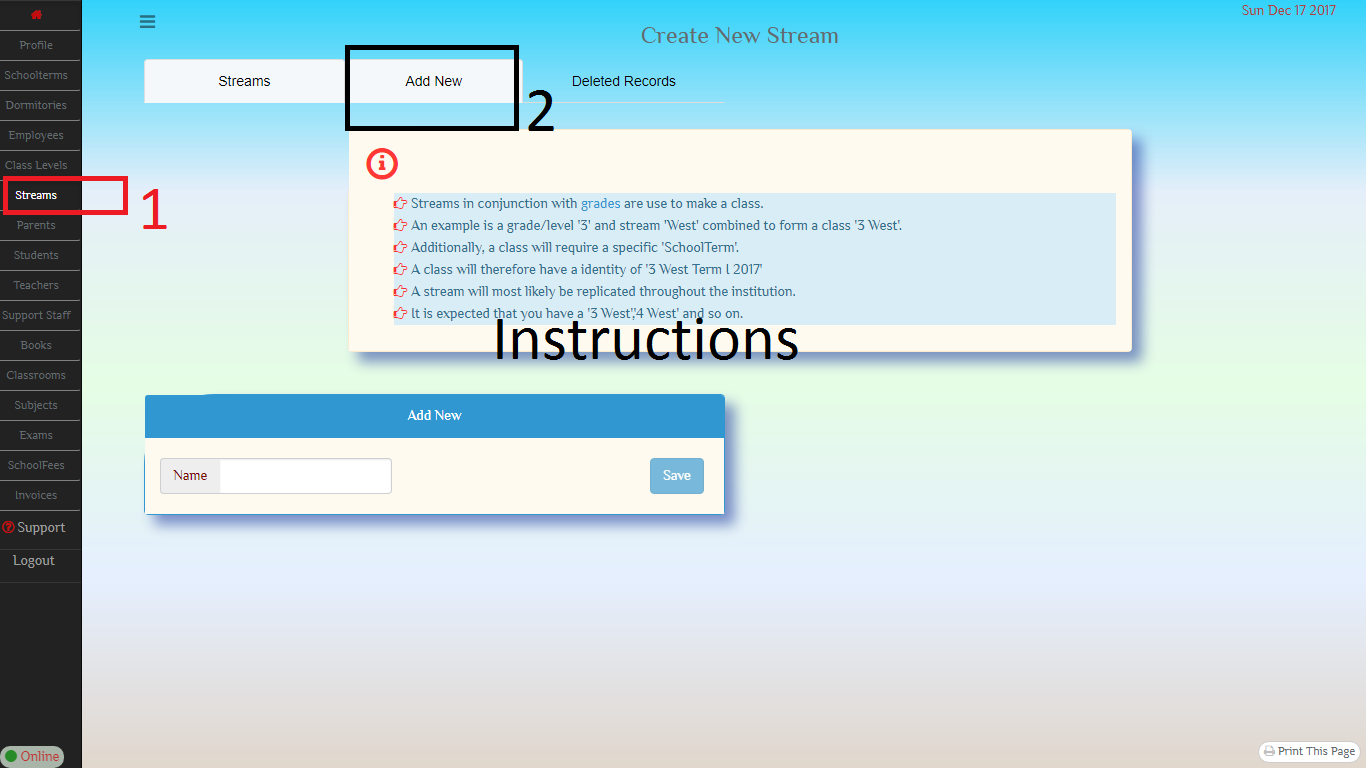 Sun Dec 17 2017
Create New Stream
Streams
Add New
Deleted Records
2
Profile
Schoolterms
Dormitories
Employees
Class Levels
Streams
1
Parents
Students
Teachers
Support Staff
Books
Classrooms
Subjects
Exams
SchoolFees
Invoices
Support
Logout
Online
Streams in conjunction with grades are use to make a class.
An example is a grade/level '3' and stream 'West' combined to form a class '3 West'.
Additionally, a class will require a specific 'SchoolTerm'.
A class will therefore have a identity of '3 West Term 1 2017'
A stream will most likely be replicated throughout the institution.
It is expected that you have a '3 West','4 West' and so on.
Instructions
Add New
Name
Save
Print This Page